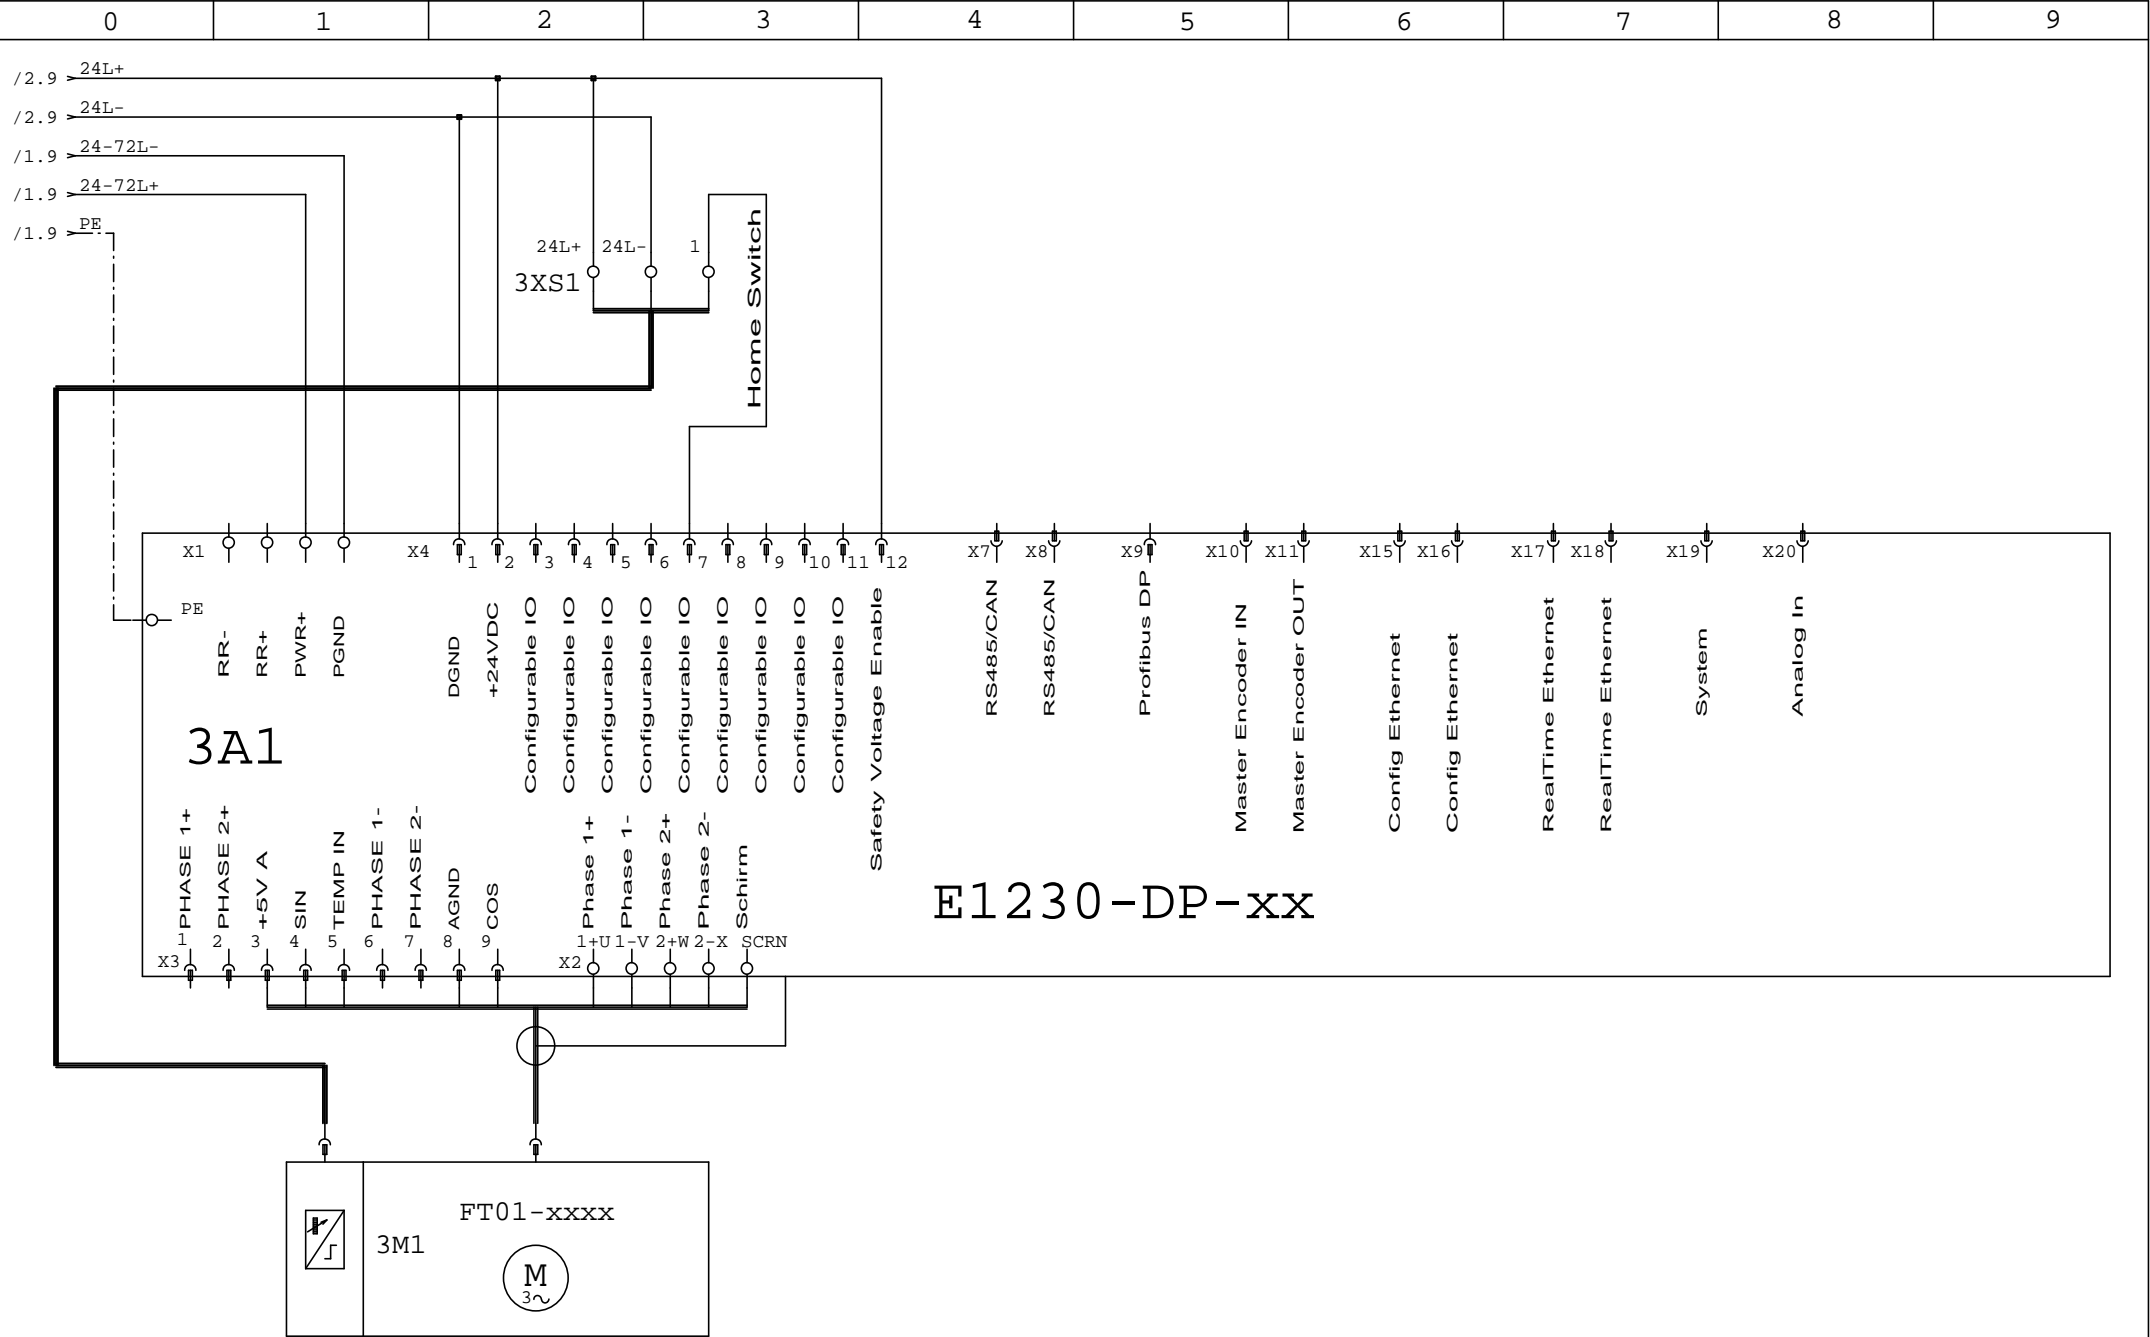 0 1 2 3 4 5 6 7 8 9
/2.9 24L+
/2.9 24L-
/1.9 24-72L-
/1.9 24-72L+
/1.9 PE
24L+ 24L- 1
3XS1
Home Switch
X1 X4 1 2 3 4 5 6 7 8 9 10 11 12 X7 X8 X9 X10 X11 X15 X16 X17 X18 X19 X20
PE
RR-
RR+
PWR+
PGND
DGND
+24VDC
Configurable IO
Configurable IO
Configurable IO
Configurable IO
Configurable IO
Configurable IO
Configurable IO
Configurable IO
Configurable IO
Safety Voltage Enable
RS485/CAN
RS485/CAN
Profibus DP
Master Encoder IN
Master Encoder OUT
Config Ethernet
Config Ethernet
RealTime Ethernet
RealTime Ethernet
System
Analog In
3A1
E1230-DP-xx
PHASE 1+
PHASE 2+
+5V A
SIN
TEMP IN
PHASE 1-
PHASE 2-
AGND
COS
Phase 1+
Phase 1-
Phase 2+
Phase 2-
Schirm
1 2 3 4 5 6 7 8 9 1+U 1-V 2+W 2-X SCRN
X3 X2
FT01-xxxx
3M1
M
3~